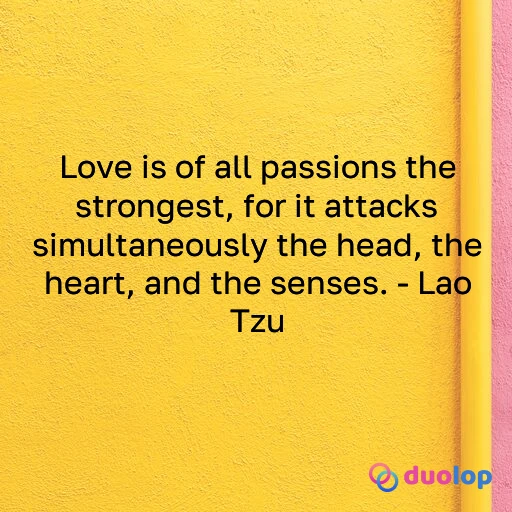 Love is of all passions the
strongest, for it attacks
simultaneously the head, the
heart, and the senses. - Lao
Tzu
duolop